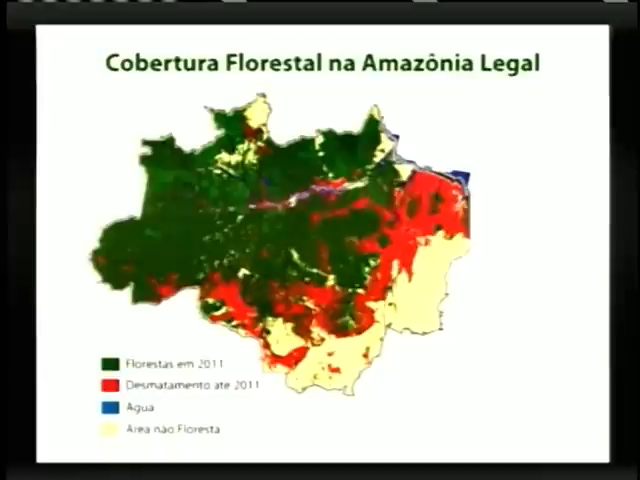 Cobertura Florestal na Amazônia Legal
Florestas em 2011
Desmatamento até 2011
Água
Área não Floresta